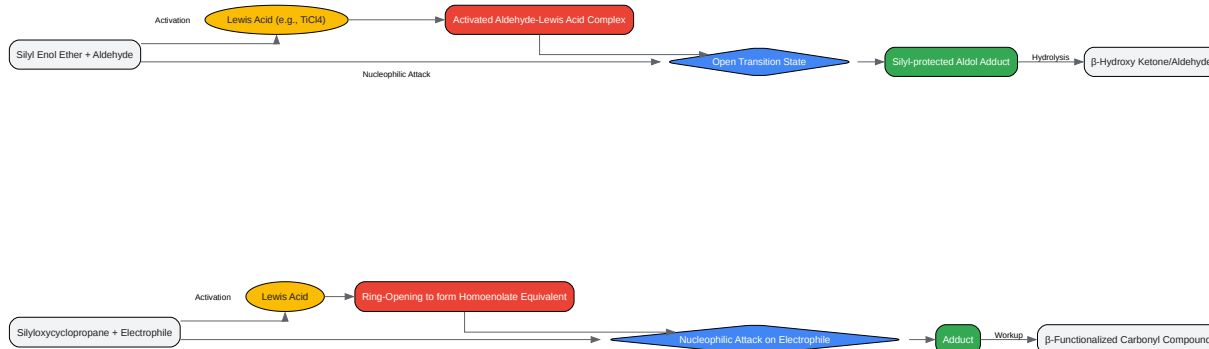 Activation
Lewis Acid (e.g., TiCl4)
Activated Aldehyde-Lewis Acid Complex
Silyl Enol Ether + Aldehyde
Nucleophilic Attack
Open Transition State
Silyl-protected Aldol Adduct
Hydrolysis
β-Hydroxy Ketone/Aldehyde
Activation
Lewis Acid
Ring-Opening to form Homoenolate Equivalent
Silyloxycyclopropane + Electrophile
Nucleophilic Attack on Electrophile
Adduct
Workup
β-Functionalized Carbonyl Compound